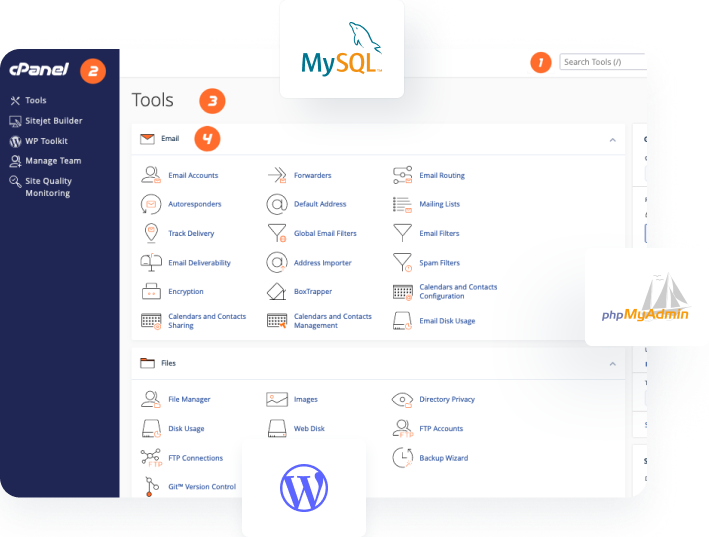 MySQL™
1
Search Tools (/)
cPanel
2
Tools
Sitejet Builder
WP Toolkit
Manage Team
Site Quality
Monitoring
Tools
3
Email
4
Email Accounts
Forwarders
Email Routing
Autoresponders
Default Address
Mailing Lists
Track Delivery
Global Email Filters
Email Filters
Email Deliverability
Address Importer
Spam Filters
Encryption
BoxTrapper
Calendars and Contacts
Configuration
Calendars and Contacts
Sharing
Calendars and Contacts
Management
Email Disk Usage
phpMyAdmin
Files
File Manager
Images
Directory Privacy
Disk Usage
Web Disk
FTP
FTP Accounts
FTP
FTP Connections
Backup Wizard
Git™ Version Control
W